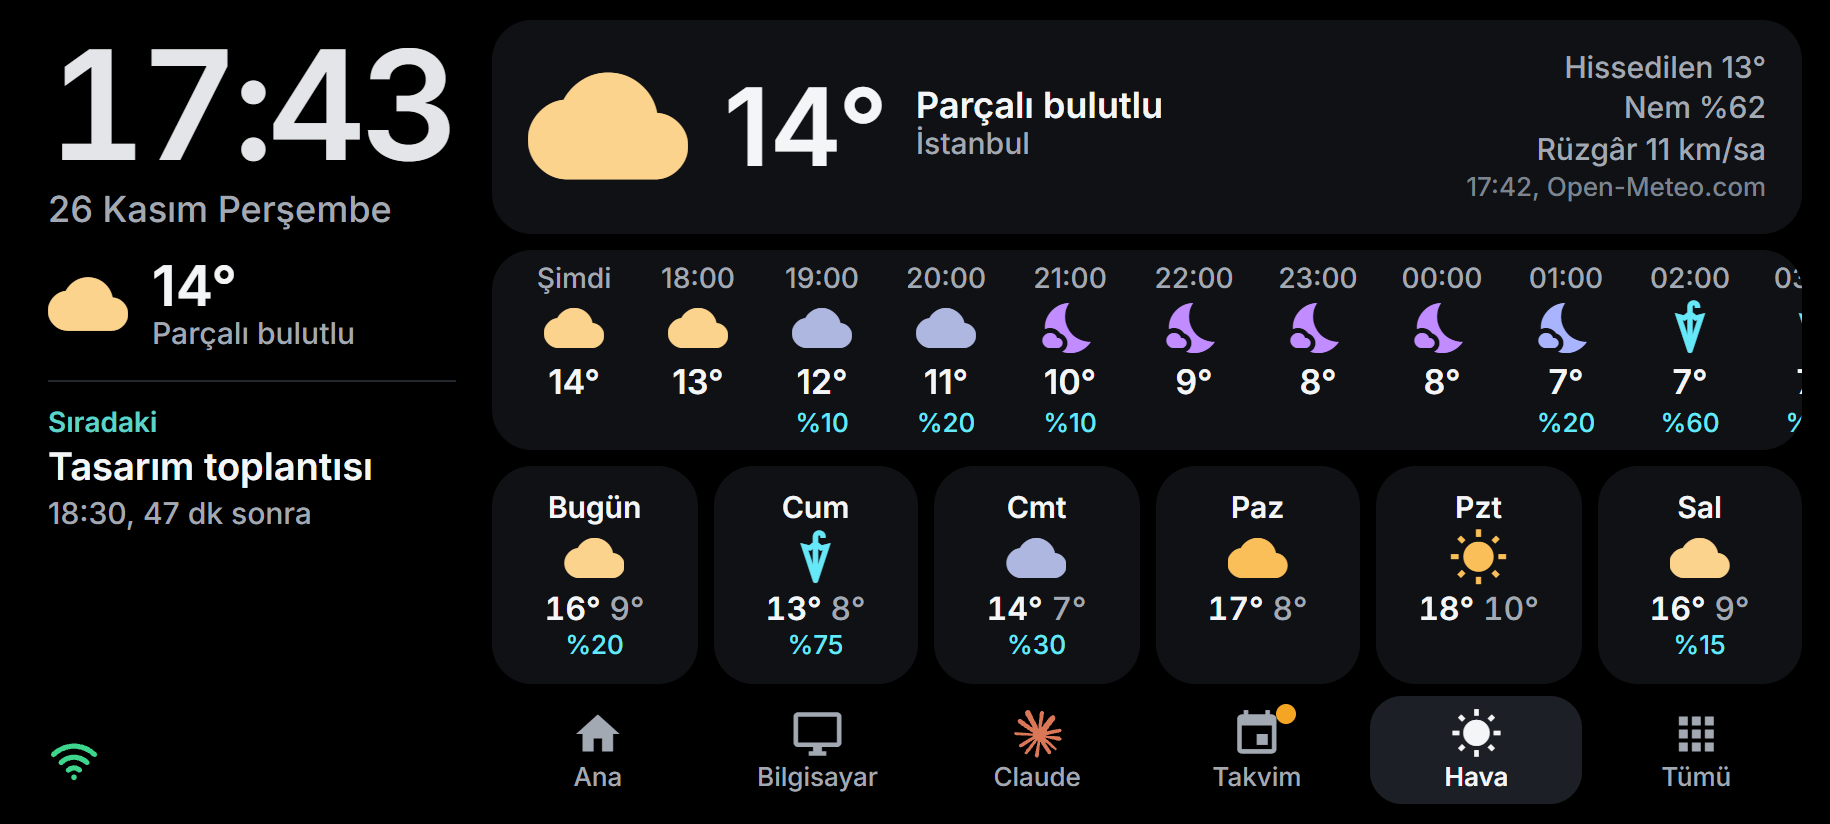 17:43
26 Kasım Perşembe
14°
Parçalı bulutlu
Sıradaki
Tasarım toplantısı
18:30, 47 dk sonra
14°
Parçalı bulutlu
İstanbul
Hissedilen 13°
Nem %62
Rüzgâr 11 km/sa
17:42, Open-Meteo.com
Şimdi 18:00 19:00 20:00 21:00 22:00 23:00 00:00 01:00 02:00
14° 13° 12° 11° 10° 9° 8° 8° 7° 7°
%10 %20 %10 %20 %60
Bugün Cum Cmt Paz Pzt Sal
16° 9° 13° 8° 14° 7° 17° 8° 18° 10° 16° 9°
%20 %75 %30 %15
Ana Bilgisayar Claude Takvim Hava Tümü